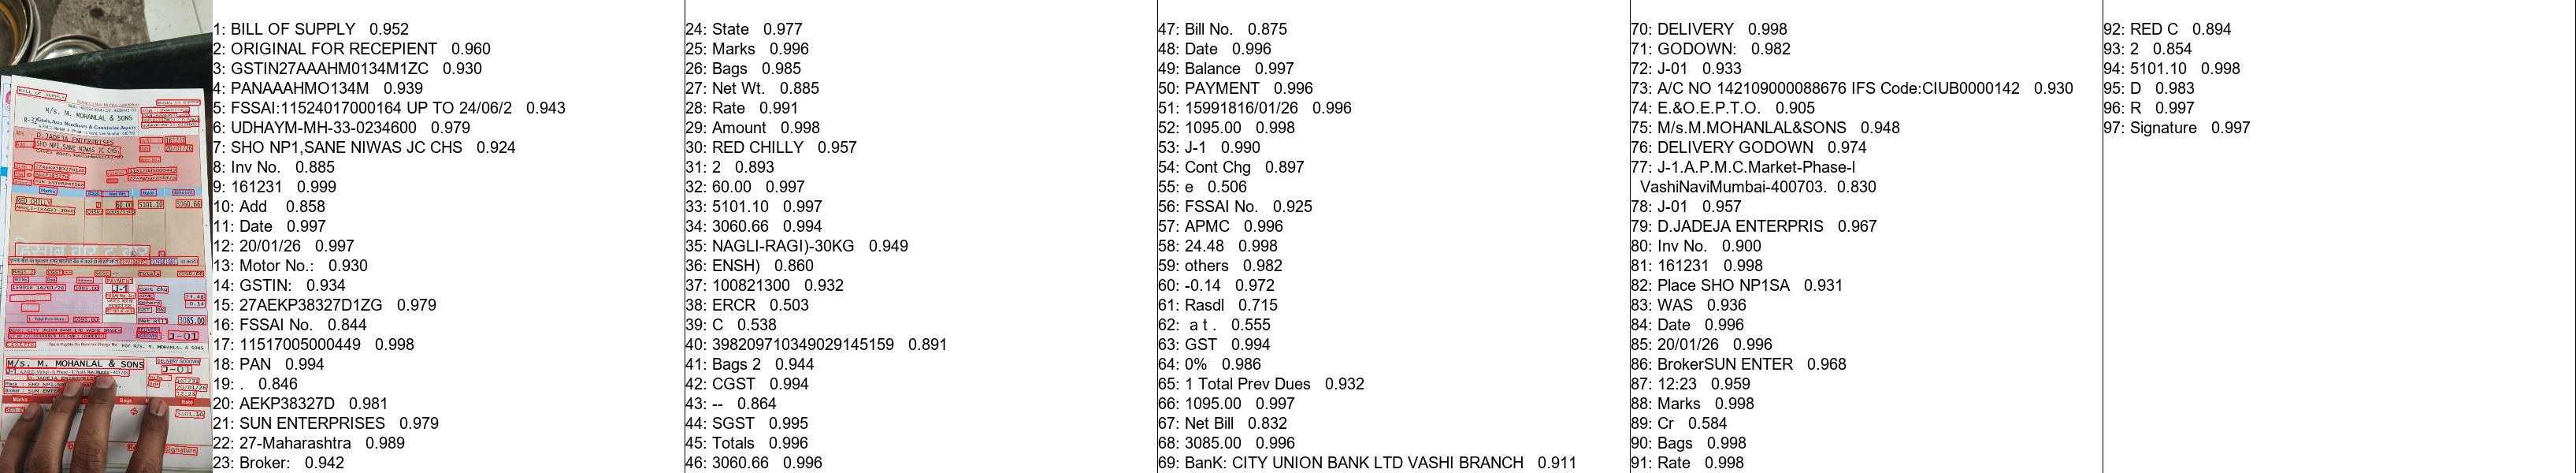 1: BILL OF SUPPLY 0.952
2: ORIGINAL FOR RECEPIENT 0.960
3: GSTIN27AAAHM0134M1ZC 0.930
4: PANAAAHMO134M 0.939
5: FSSAI:11524017000164 UP TO 24/06/2 0.943
6: UDHAYM-MH-33-0234600 0.979
7: SHO NP1,SANE NIWAS JC CHS 0.924
8: Inv No. 0.885
9: 161231 0.999
10: Add 0.858
11: Date 0.997
12: 20/01/26 0.997
13: Motor No.: 0.930
14: GSTIN: 0.934
15: 27AEKP38327D1ZG 0.979
16: FSSAI No. 0.844
17: 11517005000449 0.998
18: PAN 0.994
19: . 0.846
20: AEKP38327D 0.981
21: SUN ENTERPRISES 0.979
22: 27-Maharashtra 0.989
23: Broker: 0.942
24: State 0.977
25: Marks 0.996
26: Bags 0.985
27: Net Wt. 0.885
28: Rate 0.991
29: Amount 0.998
30: RED CHILLY 0.957
31: 2 0.893
32: 60.00 0.997
33: 5101.10 0.997
34: 3060.66 0.994
35: NAGLI-RAGI)-30KG 0.949
36: ENSH) 0.860
37: 100821300 0.932
38: ERCR 0.503
39: C 0.538
40: 398209710349029145159 0.891
41: Bags 2 0.944
42: CGST 0.994
43: -- 0.864
44: SGST 0.995
45: Totals 0.996
46: 3060.66 0.996
47: Bill No. 0.875
48: Date 0.996
49: Balance 0.997
50: PAYMENT 0.996
51: 15991816/01/26 0.996
52: 1095.00 0.998
53: J-1 0.990
54: Cont Chg 0.897
55: e 0.506
56: FSSAI No. 0.925
57: APMC 0.996
58: 24.48 0.998
59: others 0.982
60: -0.14 0.972
61: Rasdl 0.715
62: a t . 0.555
63: GST 0.994
64: 0% 0.986
65: 1 Total Prev Dues 0.932
66: 1095.00 0.997
67: Net Bill 0.832
68: 3085.00 0.996
69: BanK: CITY UNION BANK LTD VASHI BRANCH 0.911
70: DELIVERY 0.998
71: GODOWN: 0.982
72: J-01 0.933
73: A/C NO 142109000088676 IFS Code:CIUB0000142 0.930
74: E.&O.E.P.T.O. 0.905
75: M/s.M.MOHANLAL&SONS 0.948
76: DELIVERY GODOWN 0.974
77: J-1.A.P.M.C.Market-Phase-I
VashiNaviMumbai-400703. 0.830
78: J-01 0.957
79: D.JADEJA ENTERPRIS 0.967
80: Inv No. 0.900
81: 161231 0.998
82: Place SHO NP1SA 0.931
83: WAS 0.936
84: Date 0.996
85: 20/01/26 0.996
86: BrokerSUN ENTER 0.968
87: 12:23 0.959
88: Marks 0.998
89: Cr 0.584
90: Bags 0.998
91: Rate 0.998
92: RED C 0.894
93: 2 0.854
94: 5101.10 0.998
95: D 0.983
96: R 0.997
97: Signature 0.997